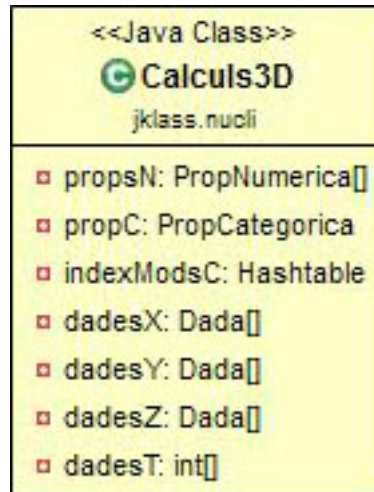 <<Java Class>>
Calculs3D
jklass.nucli
propsN: PropNumerica[]
propC: PropCategorica
indexModsC: Hashtable
dadesX: Dada[]
dadesY: Dada[]
dadesZ: Dada[]
dadesT: int[]